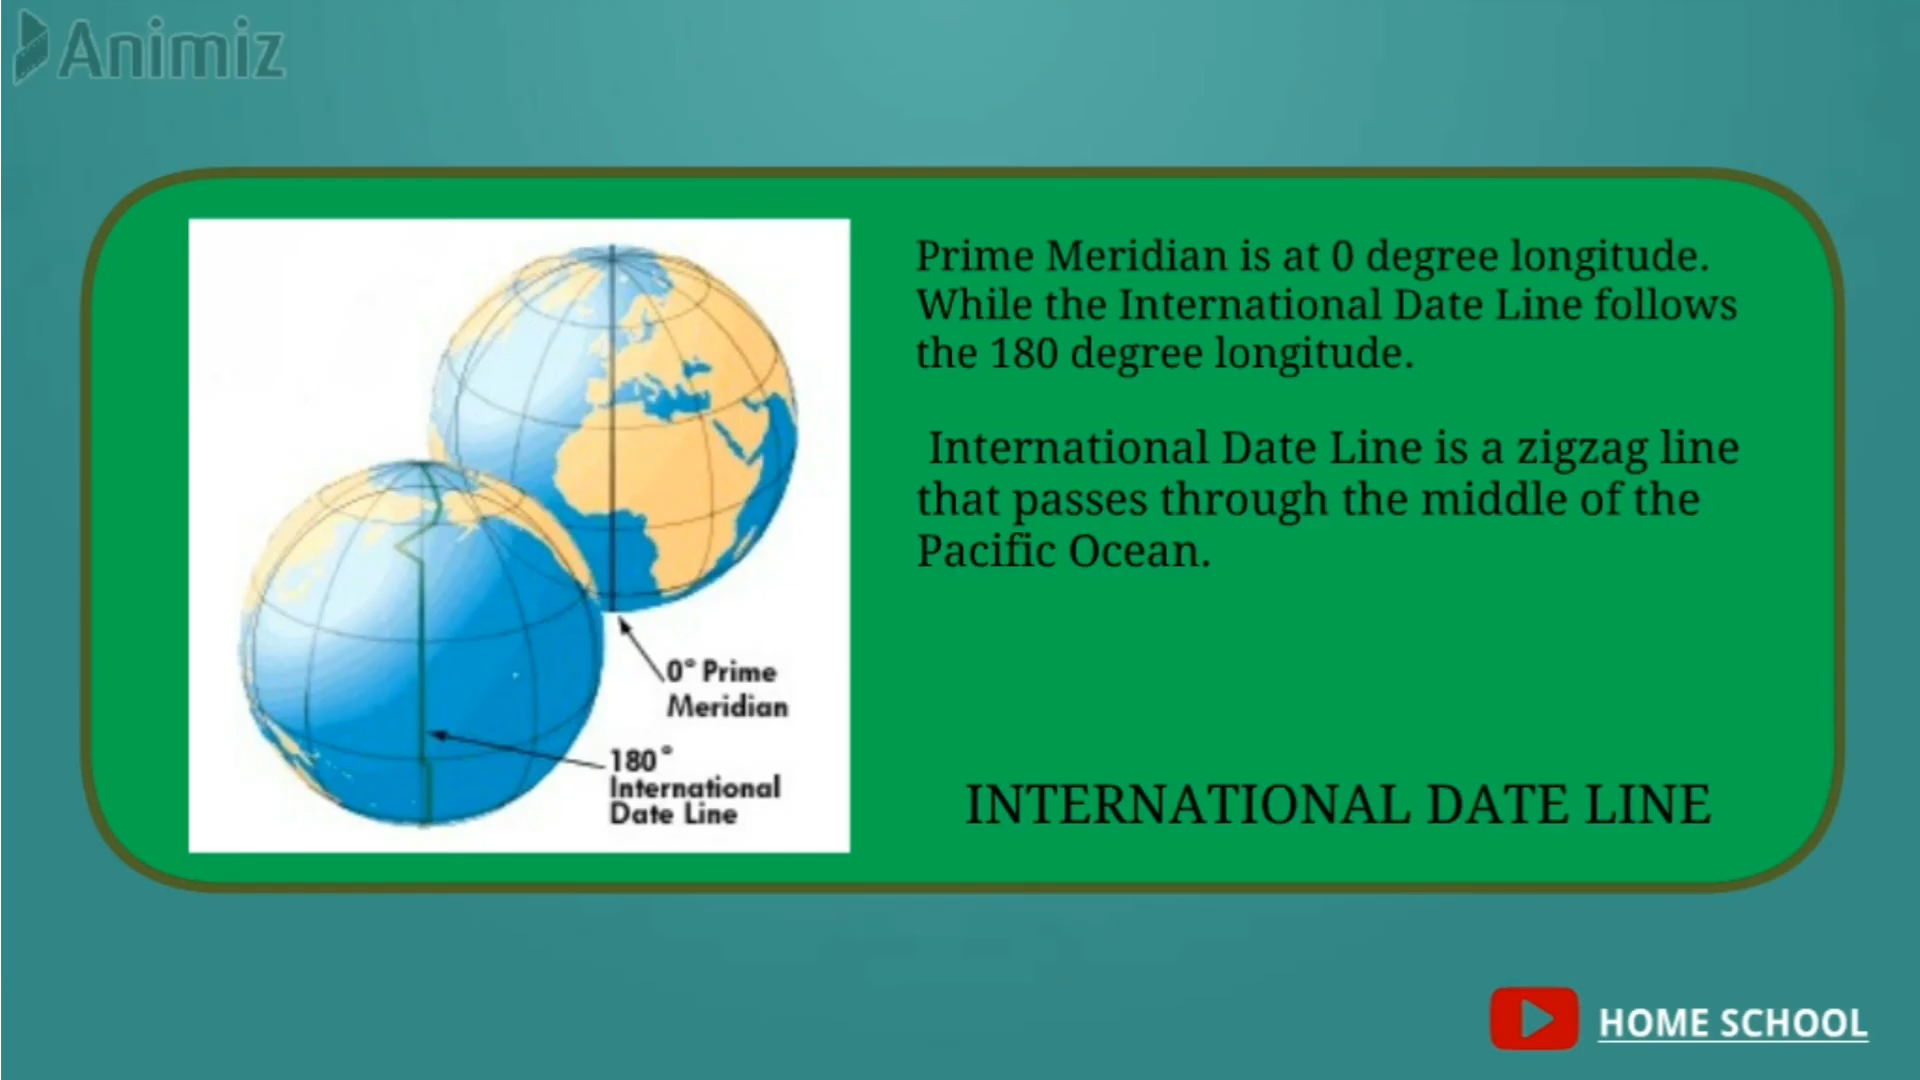 Animiz
Prime Meridian is at 0 degree longitude.
While the International Date Line follows
the 180 degree longitude.
International Date Line is a zigzag line
that passes through the middle of the
Pacific Ocean.
0° Prime
Meridian
180°
International
Date Line
INTERNATIONAL DATE LINE
HOME SCHOOL